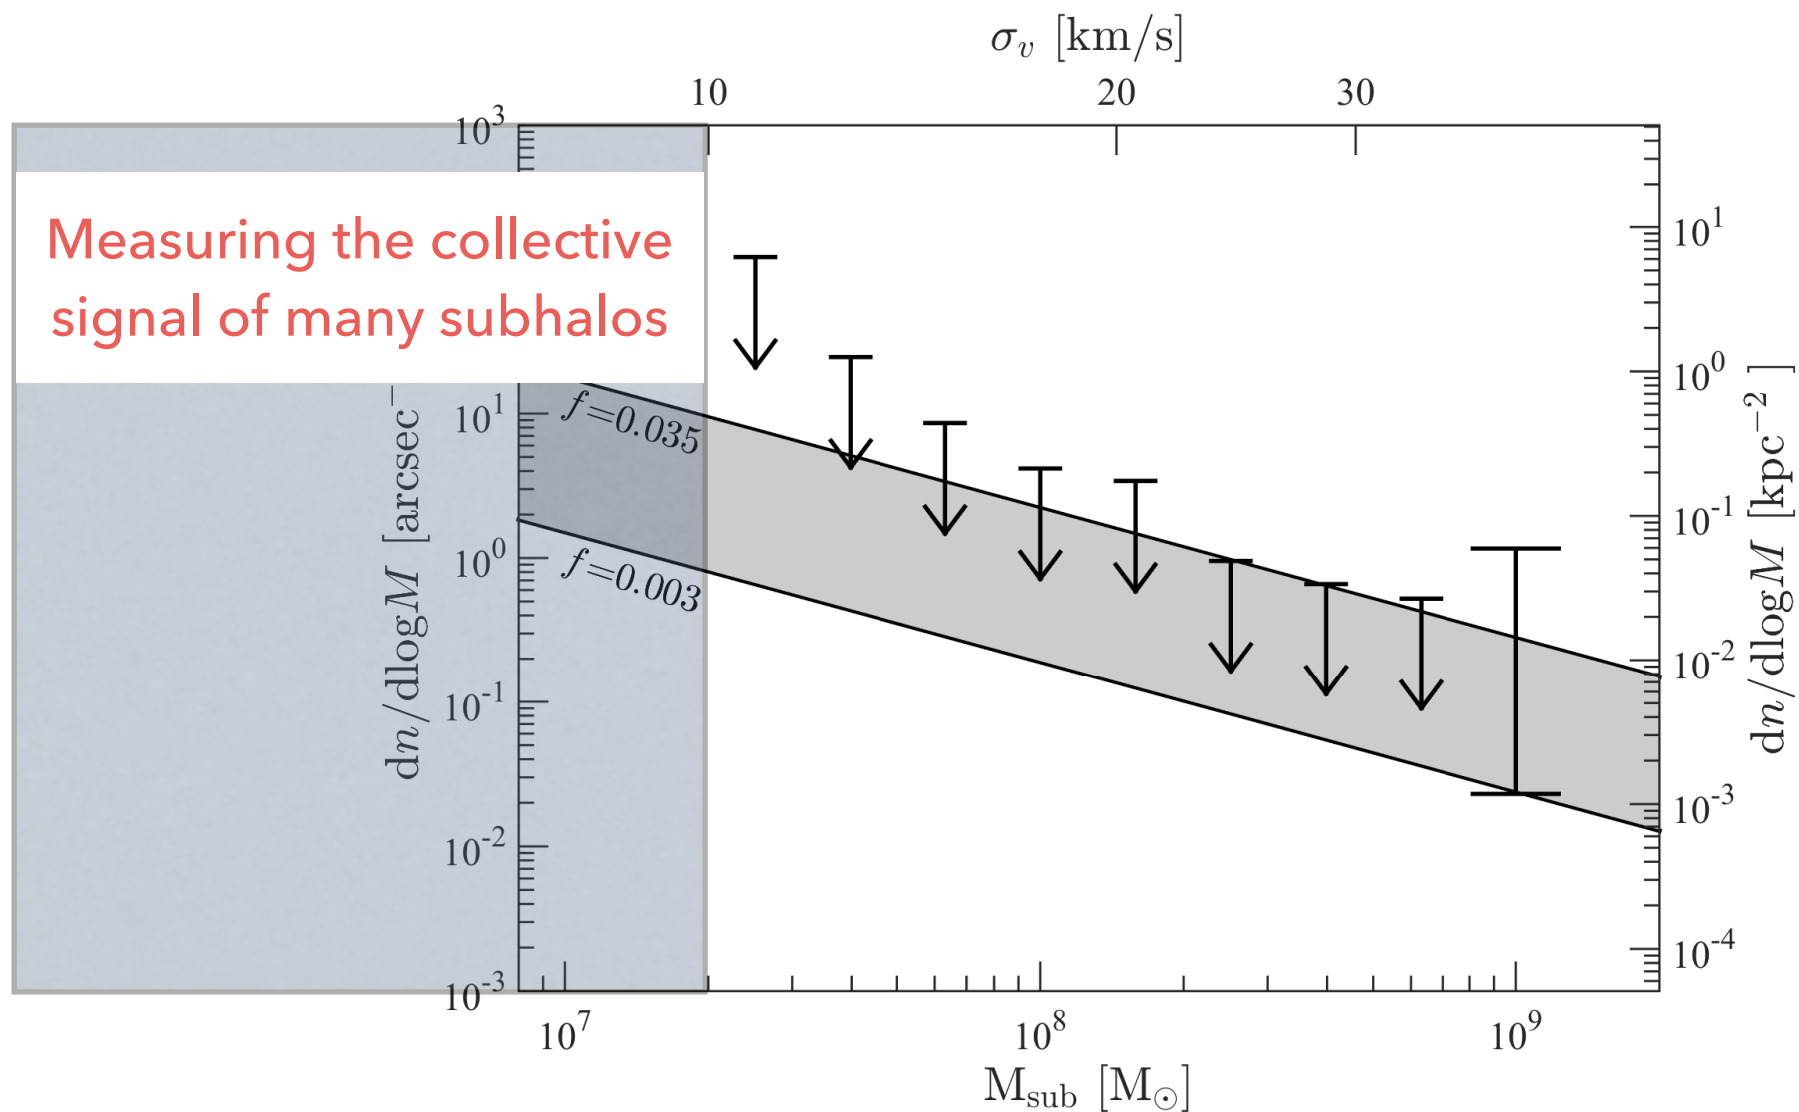 σ_v [km/s]
10 20 30
10^3
Measuring the collective
signal of many subhalos
10^1
10^0
10^-1
10^-2
10^-3
dn/dlogM [arcsec^-
f=0.035
f=0.003
10^1
10^0
10^-1
10^-2
10^-3
10^-4
dn/dlogM [kpc^−2]
10^7 10^8 10^9
M_sub [M_⊙]